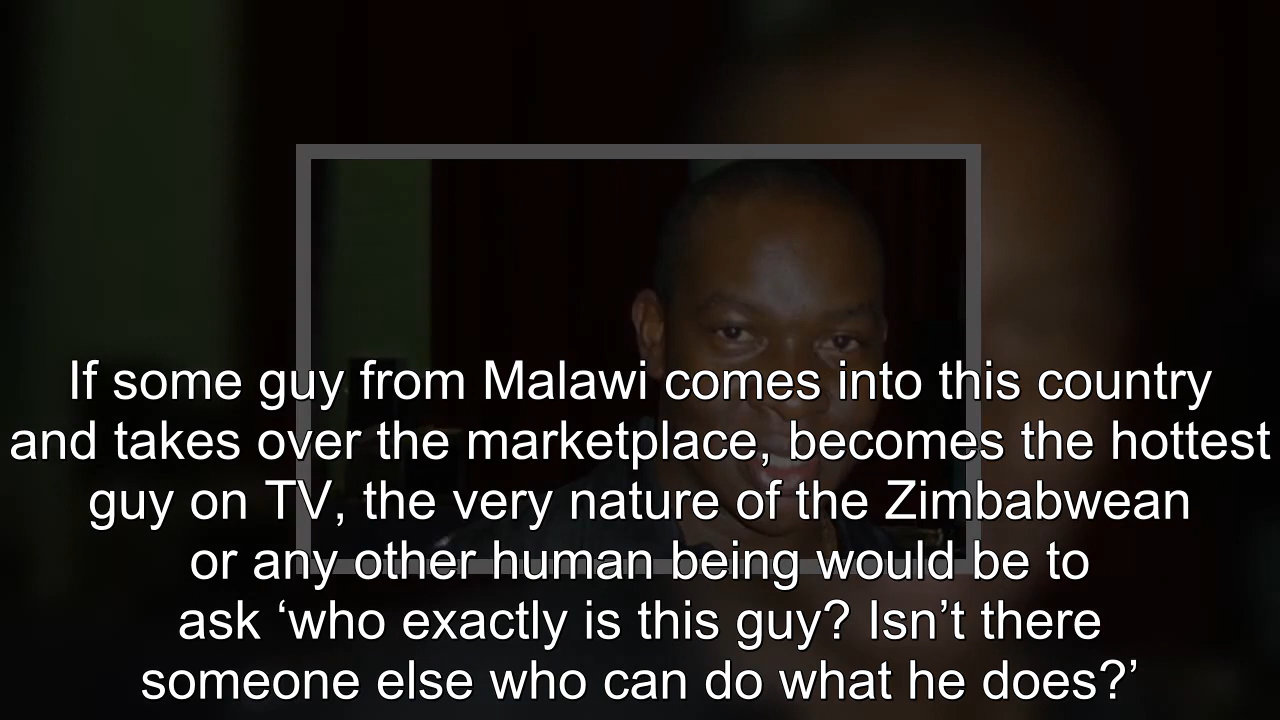 If some guy from Malawi comes into this country
and takes over the marketplace, becomes the hottest
guy on TV, the very nature of the Zimbabwean
or any other human being would be to
ask ‘who exactly is this guy? Isn’t there
someone else who can do what he does?’